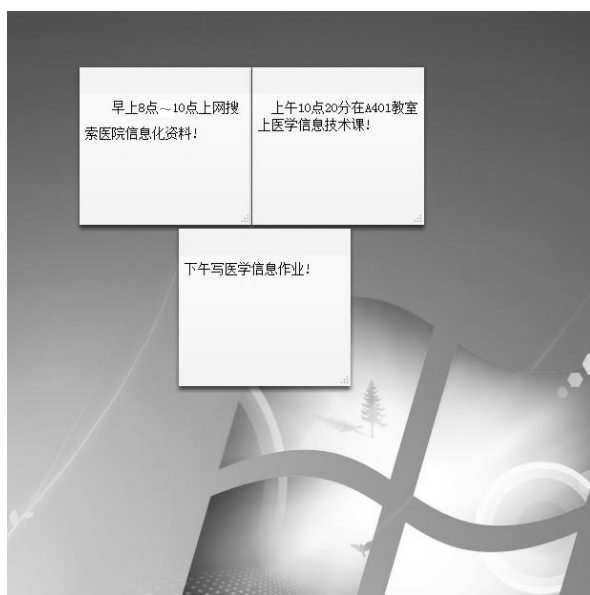 早上8点～10点上网搜
索医院信息化资料！
上午10点20分在A401教室
上医学信息技术课！
下午写医学信息作业！